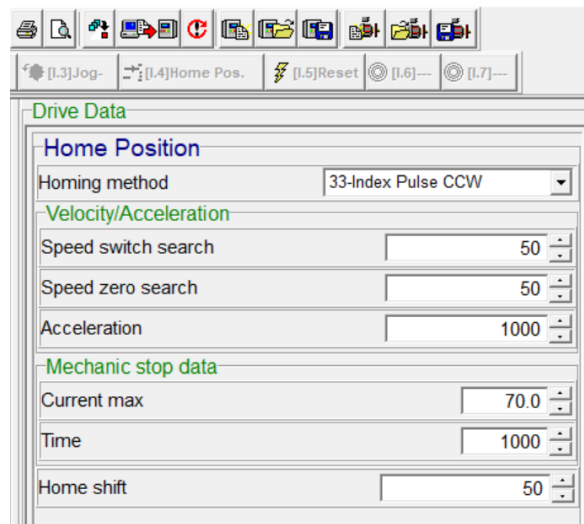 [I.3]Jog- [I.4]Home Pos. [I.5]Reset [I.6]--- [I.7]---
Drive Data
Home Position
Homing method 33-Index Pulse CCW
Velocity/Acceleration
Speed switch search 50
Speed zero search 50
Acceleration 1000
Mechanic stop data
Current max 70.0
Time 1000
Home shift 50